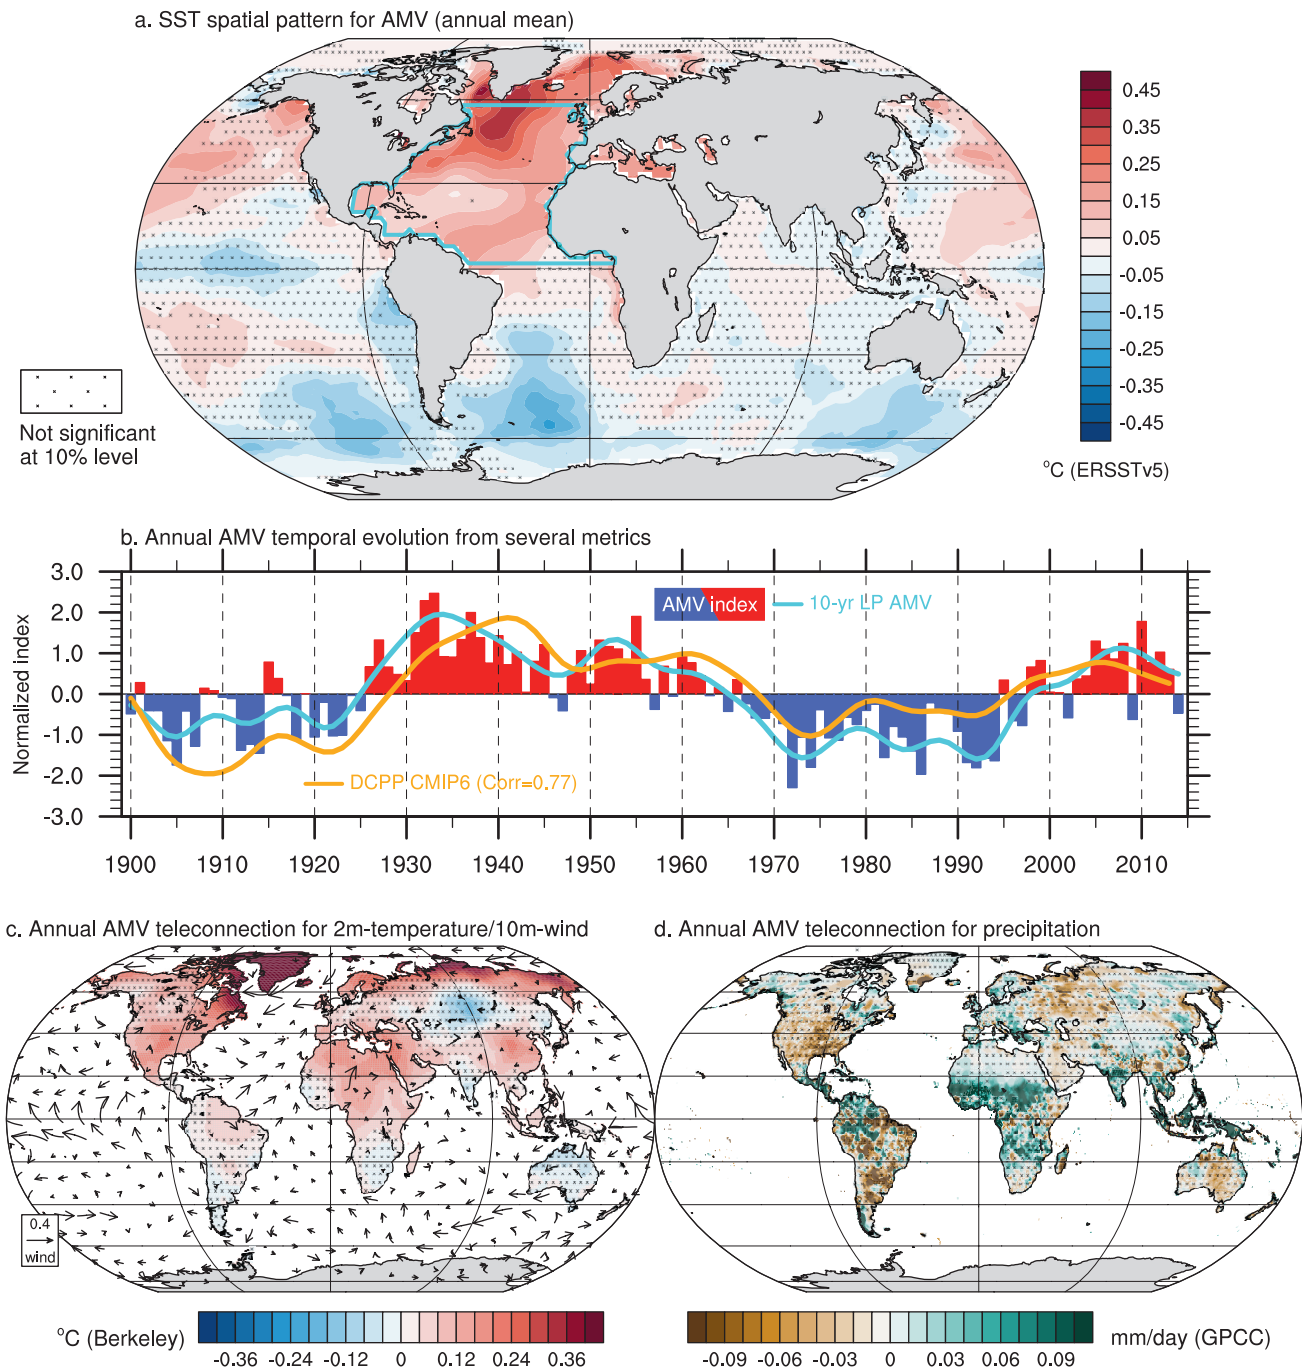 a. SST spatial pattern for AMV (annual mean)
0.45
0.35
0.25
0.15
0.05
-0.05
-0.15
-0.25
-0.35
-0.45
°C (ERSSTv5)
Not significant
at 10% level
b. Annual AMV temporal evolution from several metrics
3.0
2.0
1.0
0.0
-1.0
-2.0
-3.0
Normalized index
AMV index
10-yr LP AMV
DCPP CMIP6 (Corr=0.77)
1900 1910 1920 1930 1940 1950 1960 1970 1980 1990 2000 2010
c. Annual AMV teleconnection for 2m-temperature/10m-wind
0.4
wind
°C (Berkeley)
-0.36 -0.24 -0.12 0 0.12 0.24 0.36
d. Annual AMV teleconnection for precipitation
mm/day (GPCC)
-0.09 -0.06 -0.03 0 0.03 0.06 0.09